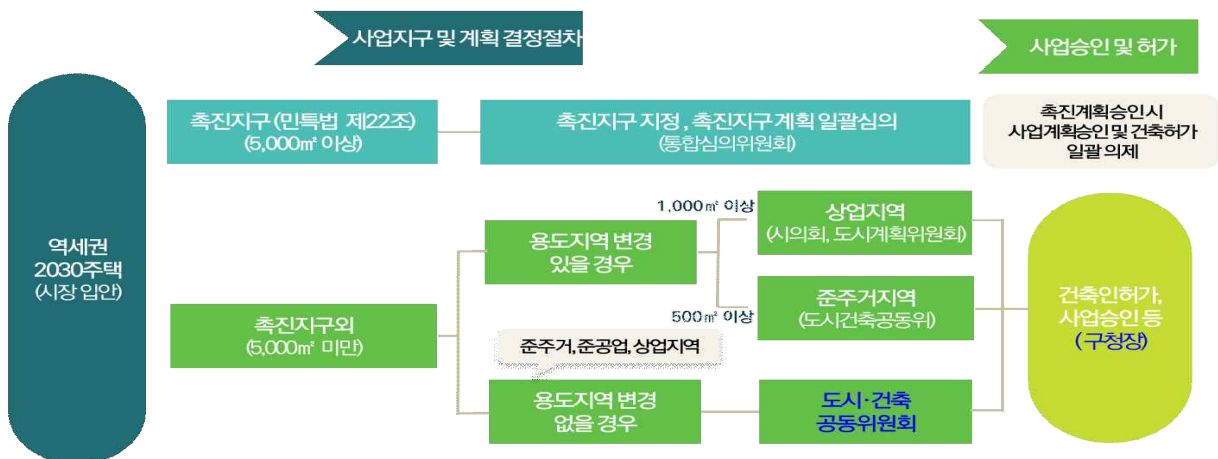 사업지구 및 계획 결정절차
사업승인 및 허가
역세권
2030주택
(시장 입안)
촉진지구 (민특법 제22조)
(5,000㎡ 이상)
촉진지구 지정 , 촉진지구 계획 일괄심의
(통합심의위원회)
촉진계획승인 시
사업계획승인 및 건축허가
일괄 의제
촉진지구외
(5,000㎡ 미만)
용도지역 변경
있을 경우
1,000㎡ 이상
상업지역
(시의회, 도시계획위원회)
500㎡ 이상
준주거지역
(도시건축공동위)
준주거, 준공업, 상업지역
용도지역 변경
없을 경우
도시·건축
공동위원회
건축인허가,
사업승인 등
(구청장)